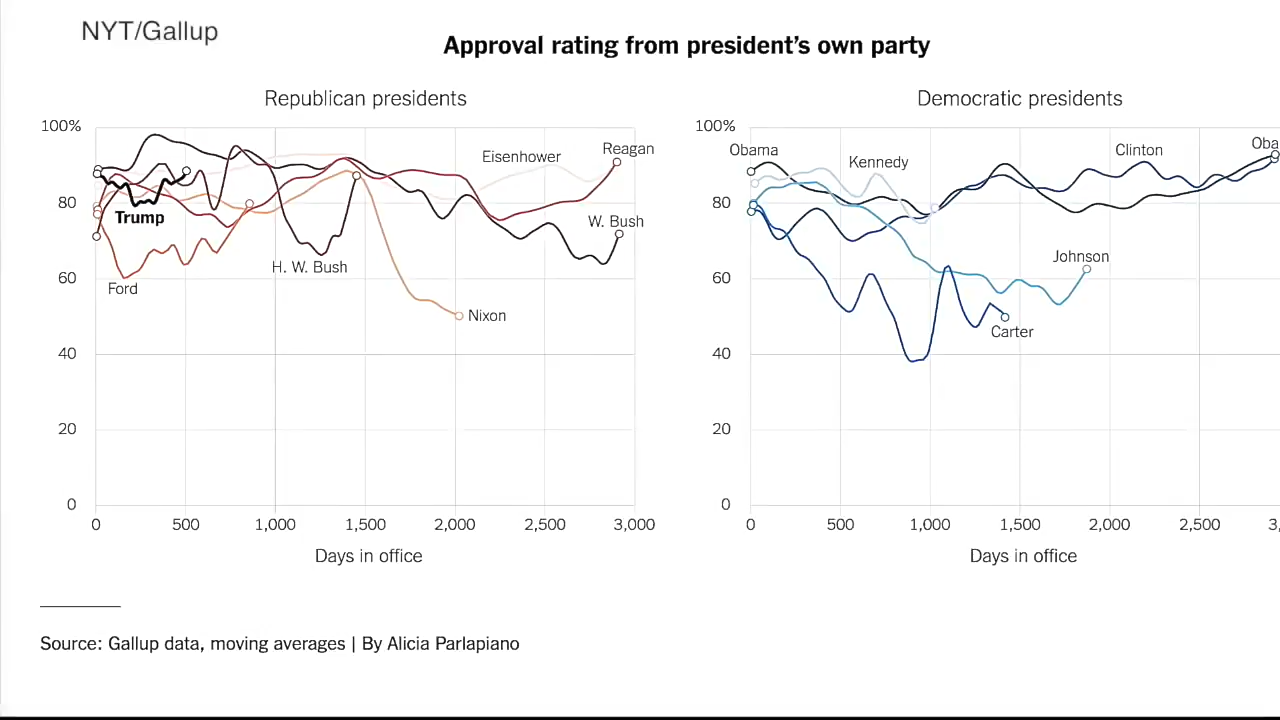 NYT/Gallup
Approval rating from president's own party
Republican presidents
100%
80
60
40
20
0
0 500 1,000 1,500 2,000 2,500 3,000
Days in office
Trump
Ford
H. W. Bush
Nixon
Eisenhower
Reagan
W. Bush
Democratic presidents
100%
80
60
40
20
0
0 500 1,000 1,500 2,000 2,500 3,
Days in office
Obama
Kennedy
Clinton
Oba
Johnson
Carter
Source: Gallup data, moving averages | By Alicia Parlapiano